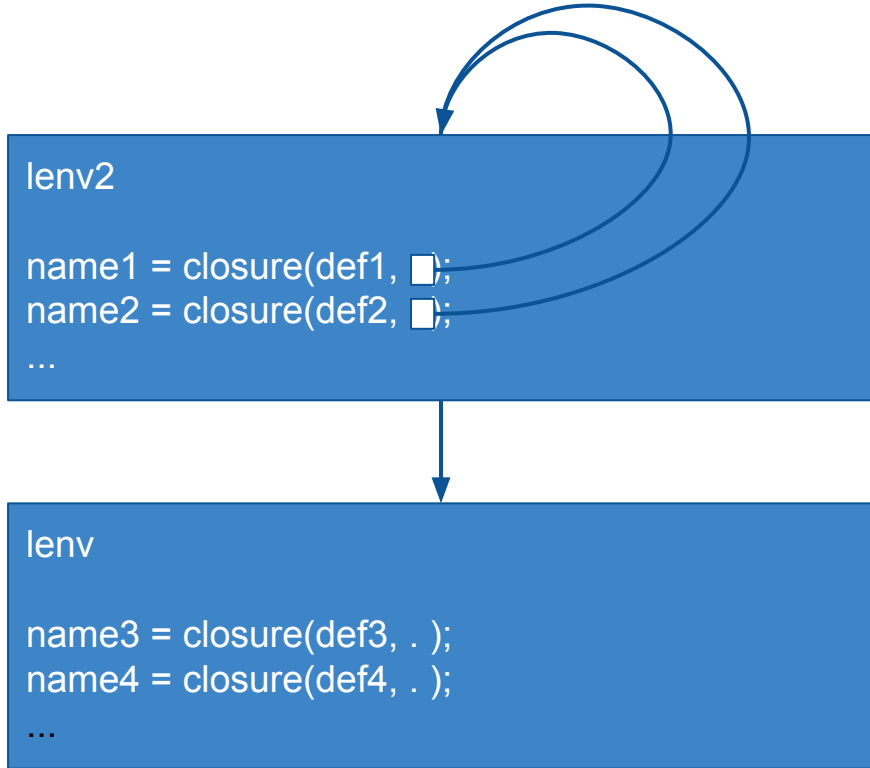 lenv2
name1 = closure(def1, );
name2 = closure(def2, );
...
lenv
name3 = closure(def3, . );
name4 = closure(def4, . );
...